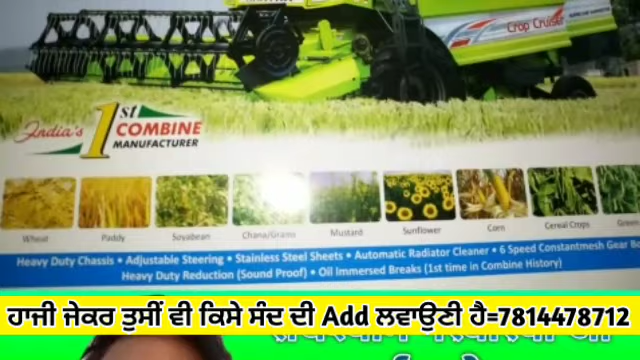 Crop Cruiser
India's 1st
COMBINE
MANUFACTURER
Wheat Paddy Soyabean Chana/Grams Mustard Sunflower Corn Cereal Crops
Heavy Duty Chassis • Adjustable Steering • Stainless Steel Sheets • Automatic Radiator Cleaner • 6 Speed Constantmesh Gear
Heavy Duty Reduction (Sound Proof) • Oil Immersed Breaks (1st time in Combine History)
ਹਾਜੀ ਜੇਕਰ ਤੁਸੀਂ ਵੀ ਕਿਸੇ ਸੰਦ ਦੀ Add ਲਵਾਉਣੀ ਹੈ=7814478712